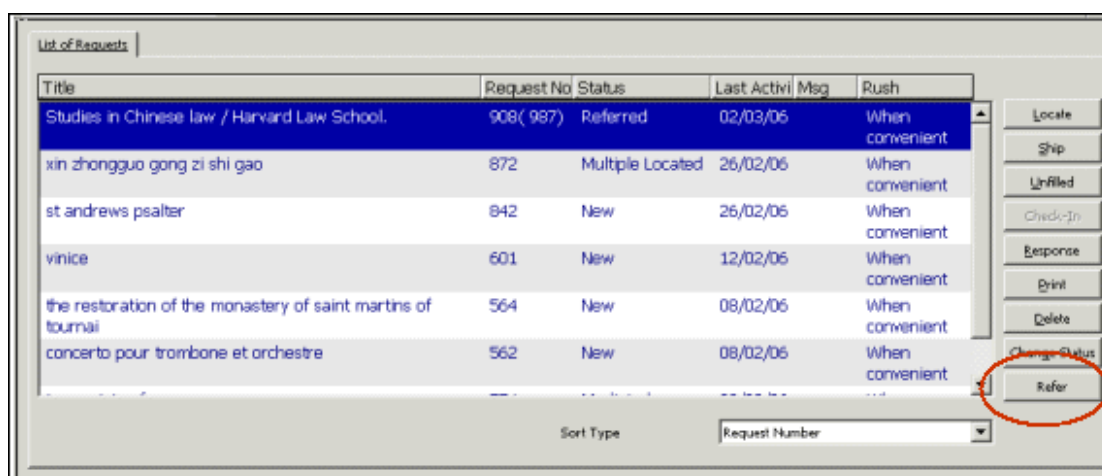 List of Requests
Title Request No Status Last Activi Msg Rush
Studies in Chinese law / Harvard Law School. 908( 987) Referred 02/03/06 When
convenient
xin zhongguo gong zi shi gao 872 Multiple Located 26/02/06 When
convenient
st andrews psalter 842 New 26/02/06 When
convenient
vinice 601 New 12/02/06 When
convenient
the restoration of the monastery of saint martins of 564 New 08/02/06 When
tournai convenient
concerto pour trombone et orchestre 562 New 08/02/06 When
convenient
Locate
Ship
Unfilled
Check-In
Response
Print
Delete
Change Status
Refer
Sort Type Request Number